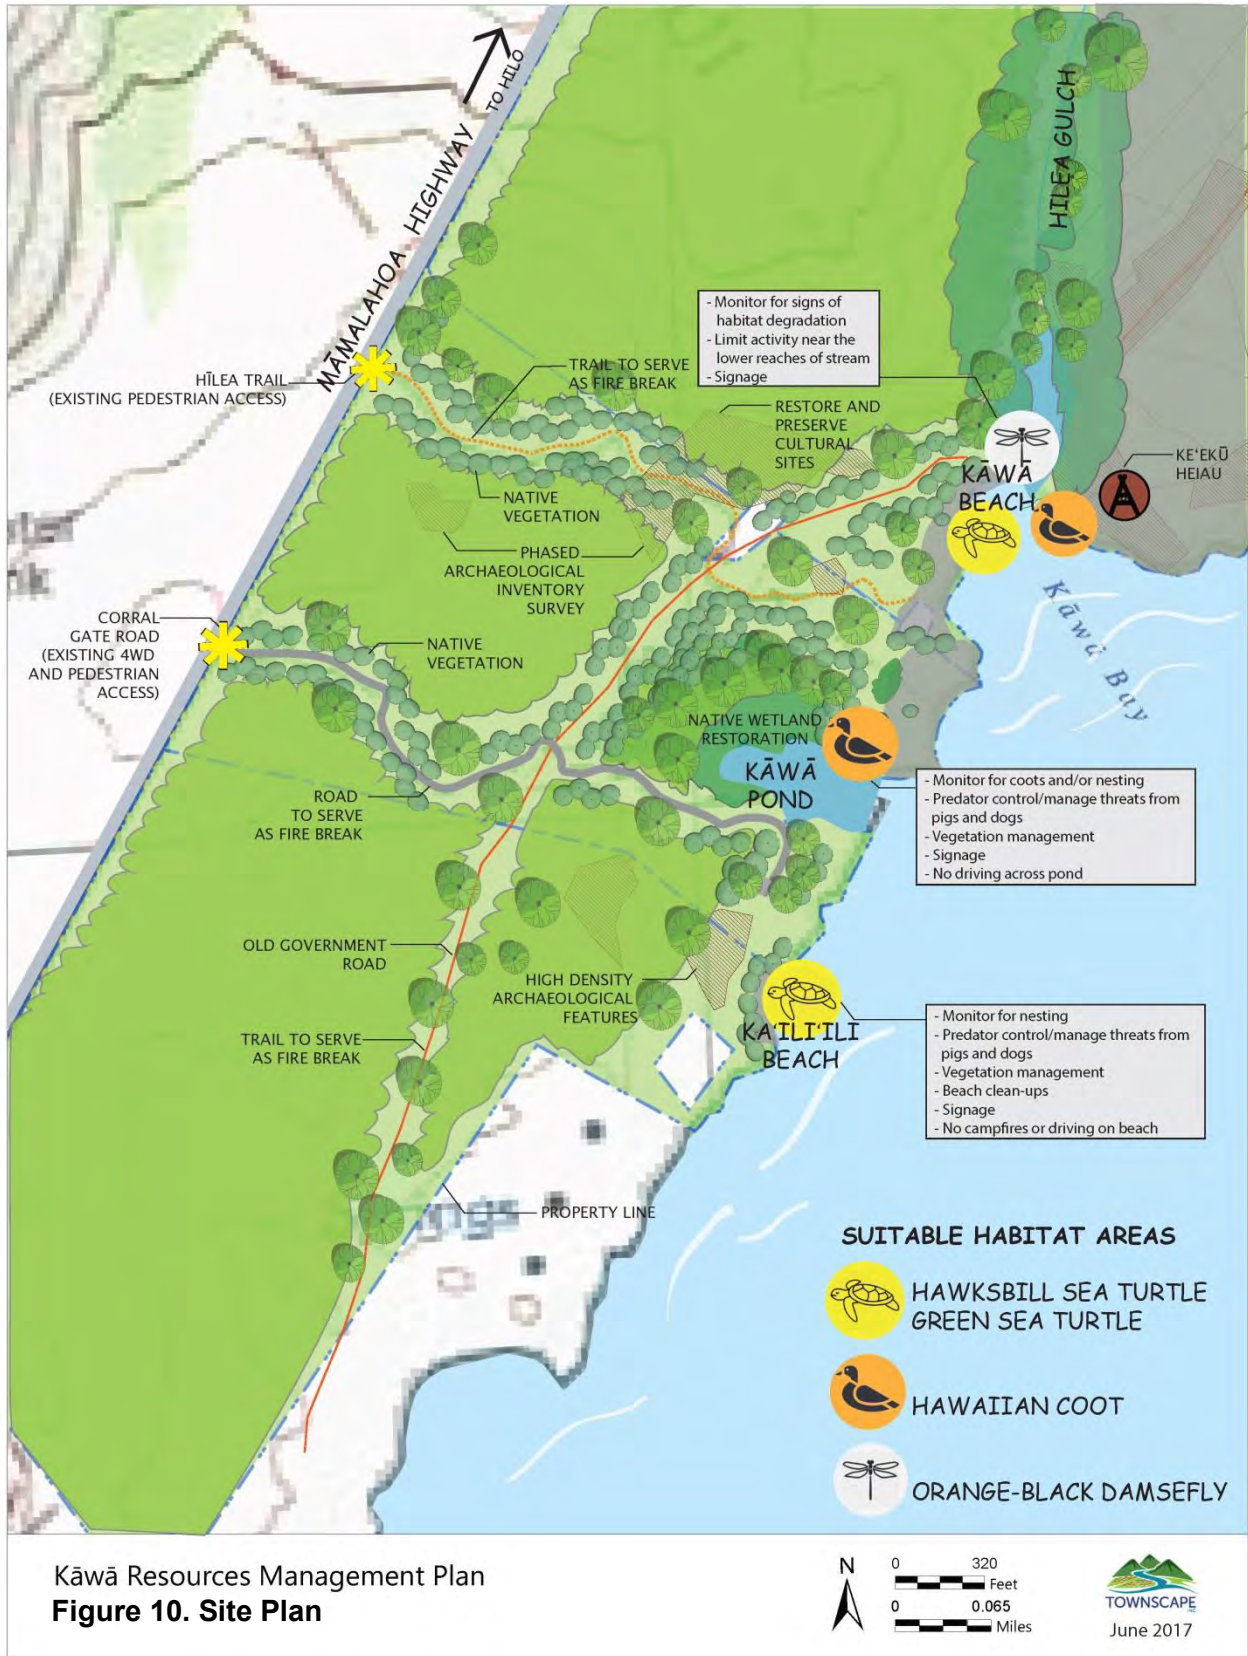 TO HILO
MĀMALAHOA HIGHWAY
HILEA GULCH
- Monitor for signs of
habitat degradation
- Limit activity near the
lower reaches of stream
- Signage
HĪLEA TRAIL
(EXISTING PEDESTRIAN ACCESS)
TRAIL TO SERVE
AS FIRE BREAK
RESTORE AND
PRESERVE
CULTURAL
SITES
KĀWĀ
BEACH
KE'EKŪ
HEIAU
NATIVE
VEGETATION
PHASED
ARCHAEOLOGICAL
INVENTORY
SURVEY
Kāwā Bay
CORRAL
GATE ROAD
(EXISTING 4WD
AND PEDESTRIAN
ACCESS)
NATIVE
VEGETATION
NATIVE WETLAND
RESTORATION
KĀWĀ
POND
- Monitor for coots and/or nesting
- Predator control/manage threats from
pigs and dogs
- Vegetation management
- Signage
- No driving across pond
ROAD
TO SERVE
AS FIRE BREAK
OLD GOVERNMENT
ROAD
HIGH DENSITY
ARCHAEOLOGICAL
FEATURES
KA'ILI'ILI
BEACH
- Monitor for nesting
- Predator control/manage threats from
pigs and dogs
- Vegetation management
- Beach clean-ups
- Signage
- No campfires or driving on beach
TRAIL TO SERVE
AS FIRE BREAK
PROPERTY LINE
SUITABLE HABITAT AREAS
HAWKSBILL SEA TURTLE
GREEN SEA TURTLE
HAWAIIAN COOT
ORANGE-BLACK DAMSEFLY
Kāwā Resources Management Plan
Figure 10. Site Plan
N
0 320
Feet
0 0.065
Miles
TOWNSCAPE
INC
June 2017